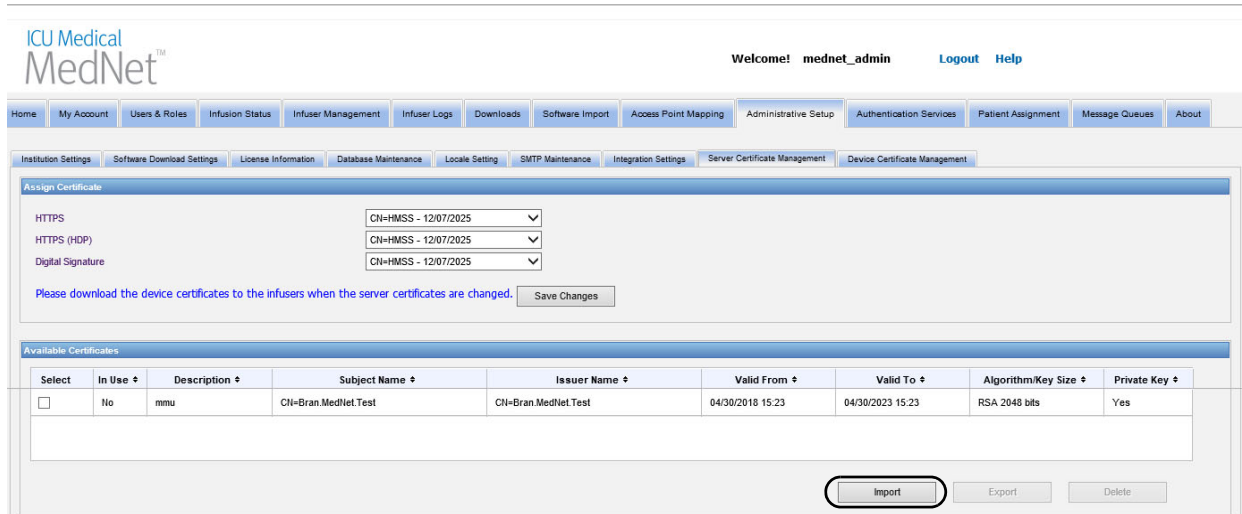 ICU Medical
MedNet™
Welcome! mednet_admin Logout Help
Home My Account Users & Roles Infusion Status Infuser Management Infuser Logs Downloads Software Import Access Point Mapping Administrative Setup Authentication Services Patient Assignment Message Queues About
Institution Settings Software Download Settings License Information Database Maintenance Locale Setting SMTP Maintenance Integration Settings Server Certificate Management Device Certificate Management
Assign Certificate
HTTPS CN=HMSS - 12/07/2025
HTTPS (HDP) CN=HMSS - 12/07/2025
Digital Signature CN=HMSS - 12/07/2025
Please download the device certificates to the infusers when the server certificates are changed. Save Changes
Available Certificates
Select In Use Description Subject Name Issuer Name Valid From Valid To Algorithm/Key Size Private Key
No mmu CN=Bran.MedNet.Test CN=Bran.MedNet.Test 04/30/2018 15:23 04/30/2023 15:23 RSA 2048 bits Yes
Import Export Delete